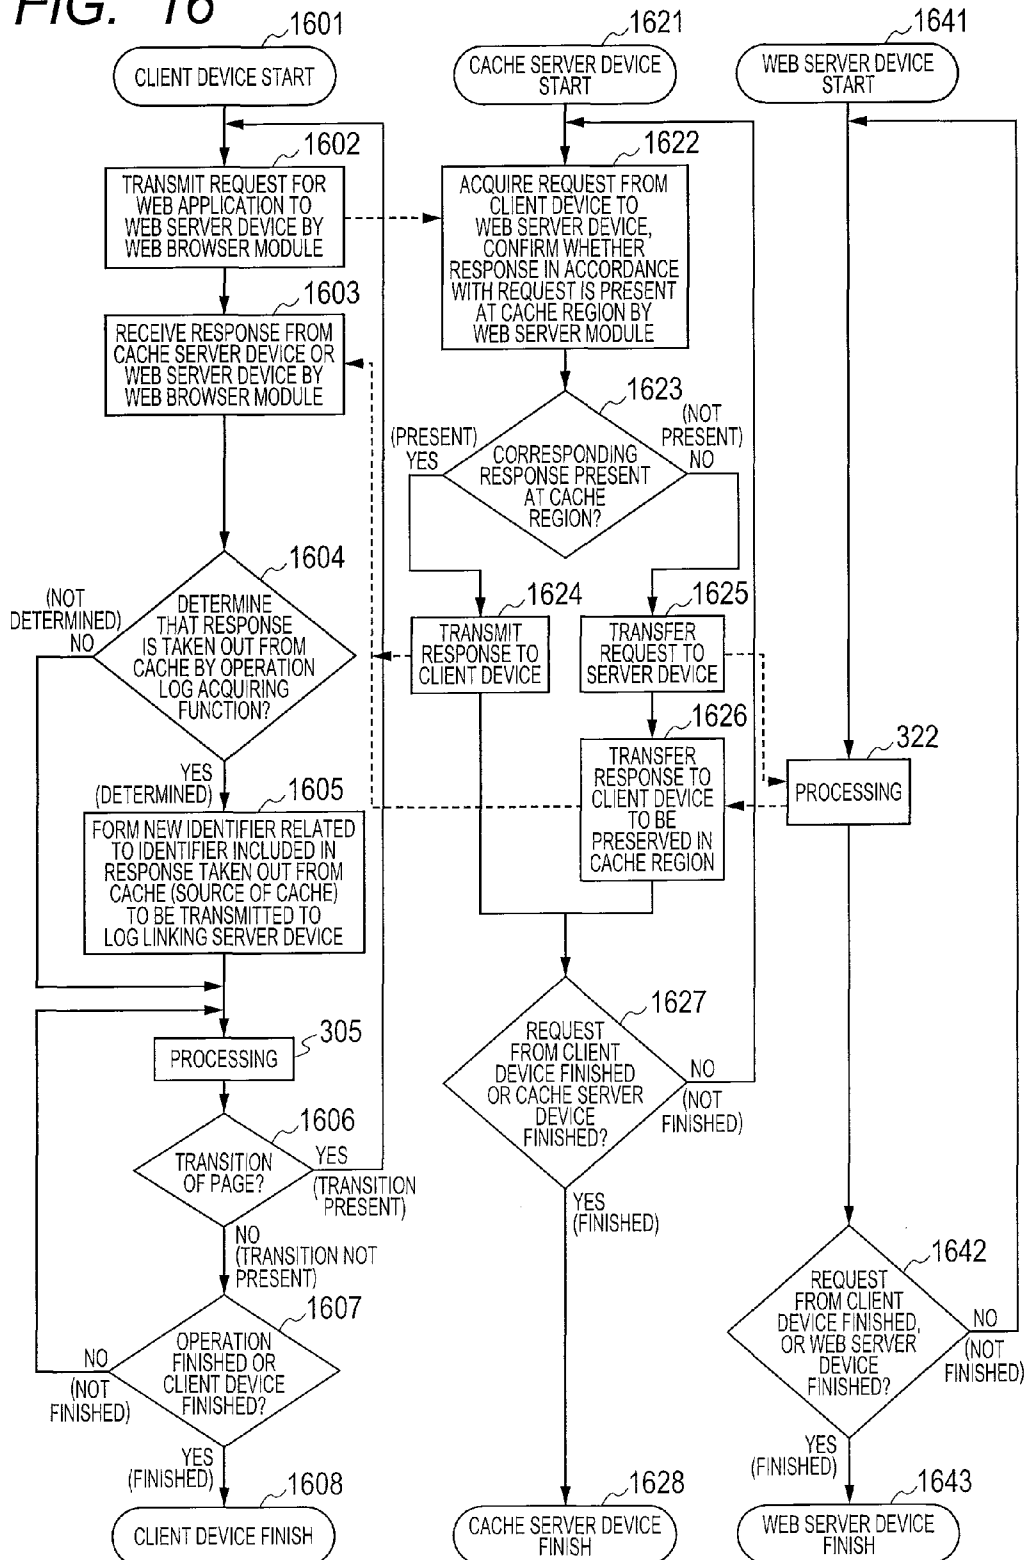 FIG. 16
1601
CLIENT DEVICE START
1602
TRANSMIT REQUEST FOR
WEB APPLICATION TO
WEB SERVER DEVICE BY
WEB BROWSER MODULE
1603
RECEIVE RESPONSE FROM
CACHE SERVER DEVICE OR
WEB SERVER DEVICE BY
WEB BROWSER MODULE
1604
DETERMINE
THAT RESPONSE
IS TAKEN OUT FROM
CACHE BY OPERATION
LOG ACQUIRING
FUNCTION?
(NOT
DETERMINED)
NO
YES
(DETERMINED)
1605
FORM NEW IDENTIFIER RELATED
TO IDENTIFIER INCLUDED IN
RESPONSE TAKEN OUT FROM
CACHE (SOURCE OF CACHE)
TO BE TRANSMITTED TO
LOG LINKING SERVER DEVICE
305
PROCESSING
1606
TRANSITION
OF PAGE?
YES
(TRANSITION
PRESENT)
NO
(TRANSITION NOT
PRESENT)
1607
OPERATION
FINISHED OR
CLIENT DEVICE
FINISHED?
NO
(NOT
FINISHED)
YES
(FINISHED)
1608
CLIENT DEVICE FINISH
1621
CACHE SERVER DEVICE
START
1622
ACQUIRE REQUEST FROM
CLIENT DEVICE TO
WEB SERVER DEVICE,
CONFIRM WHETHER
RESPONSE IN ACCORDANCE
WITH REQUEST IS PRESENT
AT CACHE REGION BY
WEB SERVER MODULE
1623
CORRESPONDING
RESPONSE PRESENT
AT CACHE
REGION?
(PRESENT)
YES
(NOT
PRESENT)
NO
1624
TRANSMIT
RESPONSE TO
CLIENT DEVICE
1625
TRANSFER
REQUEST TO
SERVER DEVICE
1626
TRANSFER
RESPONSE TO
CLIENT DEVICE
TO BE
PRESERVED IN
CACHE REGION
1627
REQUEST
FROM CLIENT
DEVICE FINISHED
OR CACHE SERVER
DEVICE
FINISHED?
NO
(NOT
FINISHED)
YES
(FINISHED)
1628
CACHE SERVER DEVICE
FINISH
1641
WEB SERVER DEVICE
START
322
PROCESSING
1642
REQUEST
FROM CLIENT
DEVICE FINISHED,
OR WEB SERVER
DEVICE
FINISHED?
NO
(NOT
FINISHED)
YES
(FINISHED)
1643
WEB SERVER DEVICE
FINISH